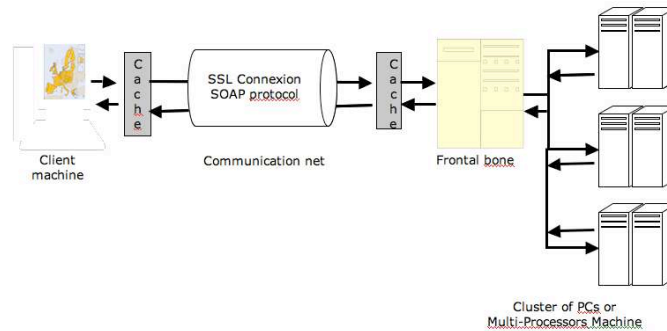 C
a
c
h
e
SSL Connexion
SOAP protocol
C
a
c
h
e
Client
machine
Communication net
Frontal bone
Cluster of PCs or
Multi-Processors Machine